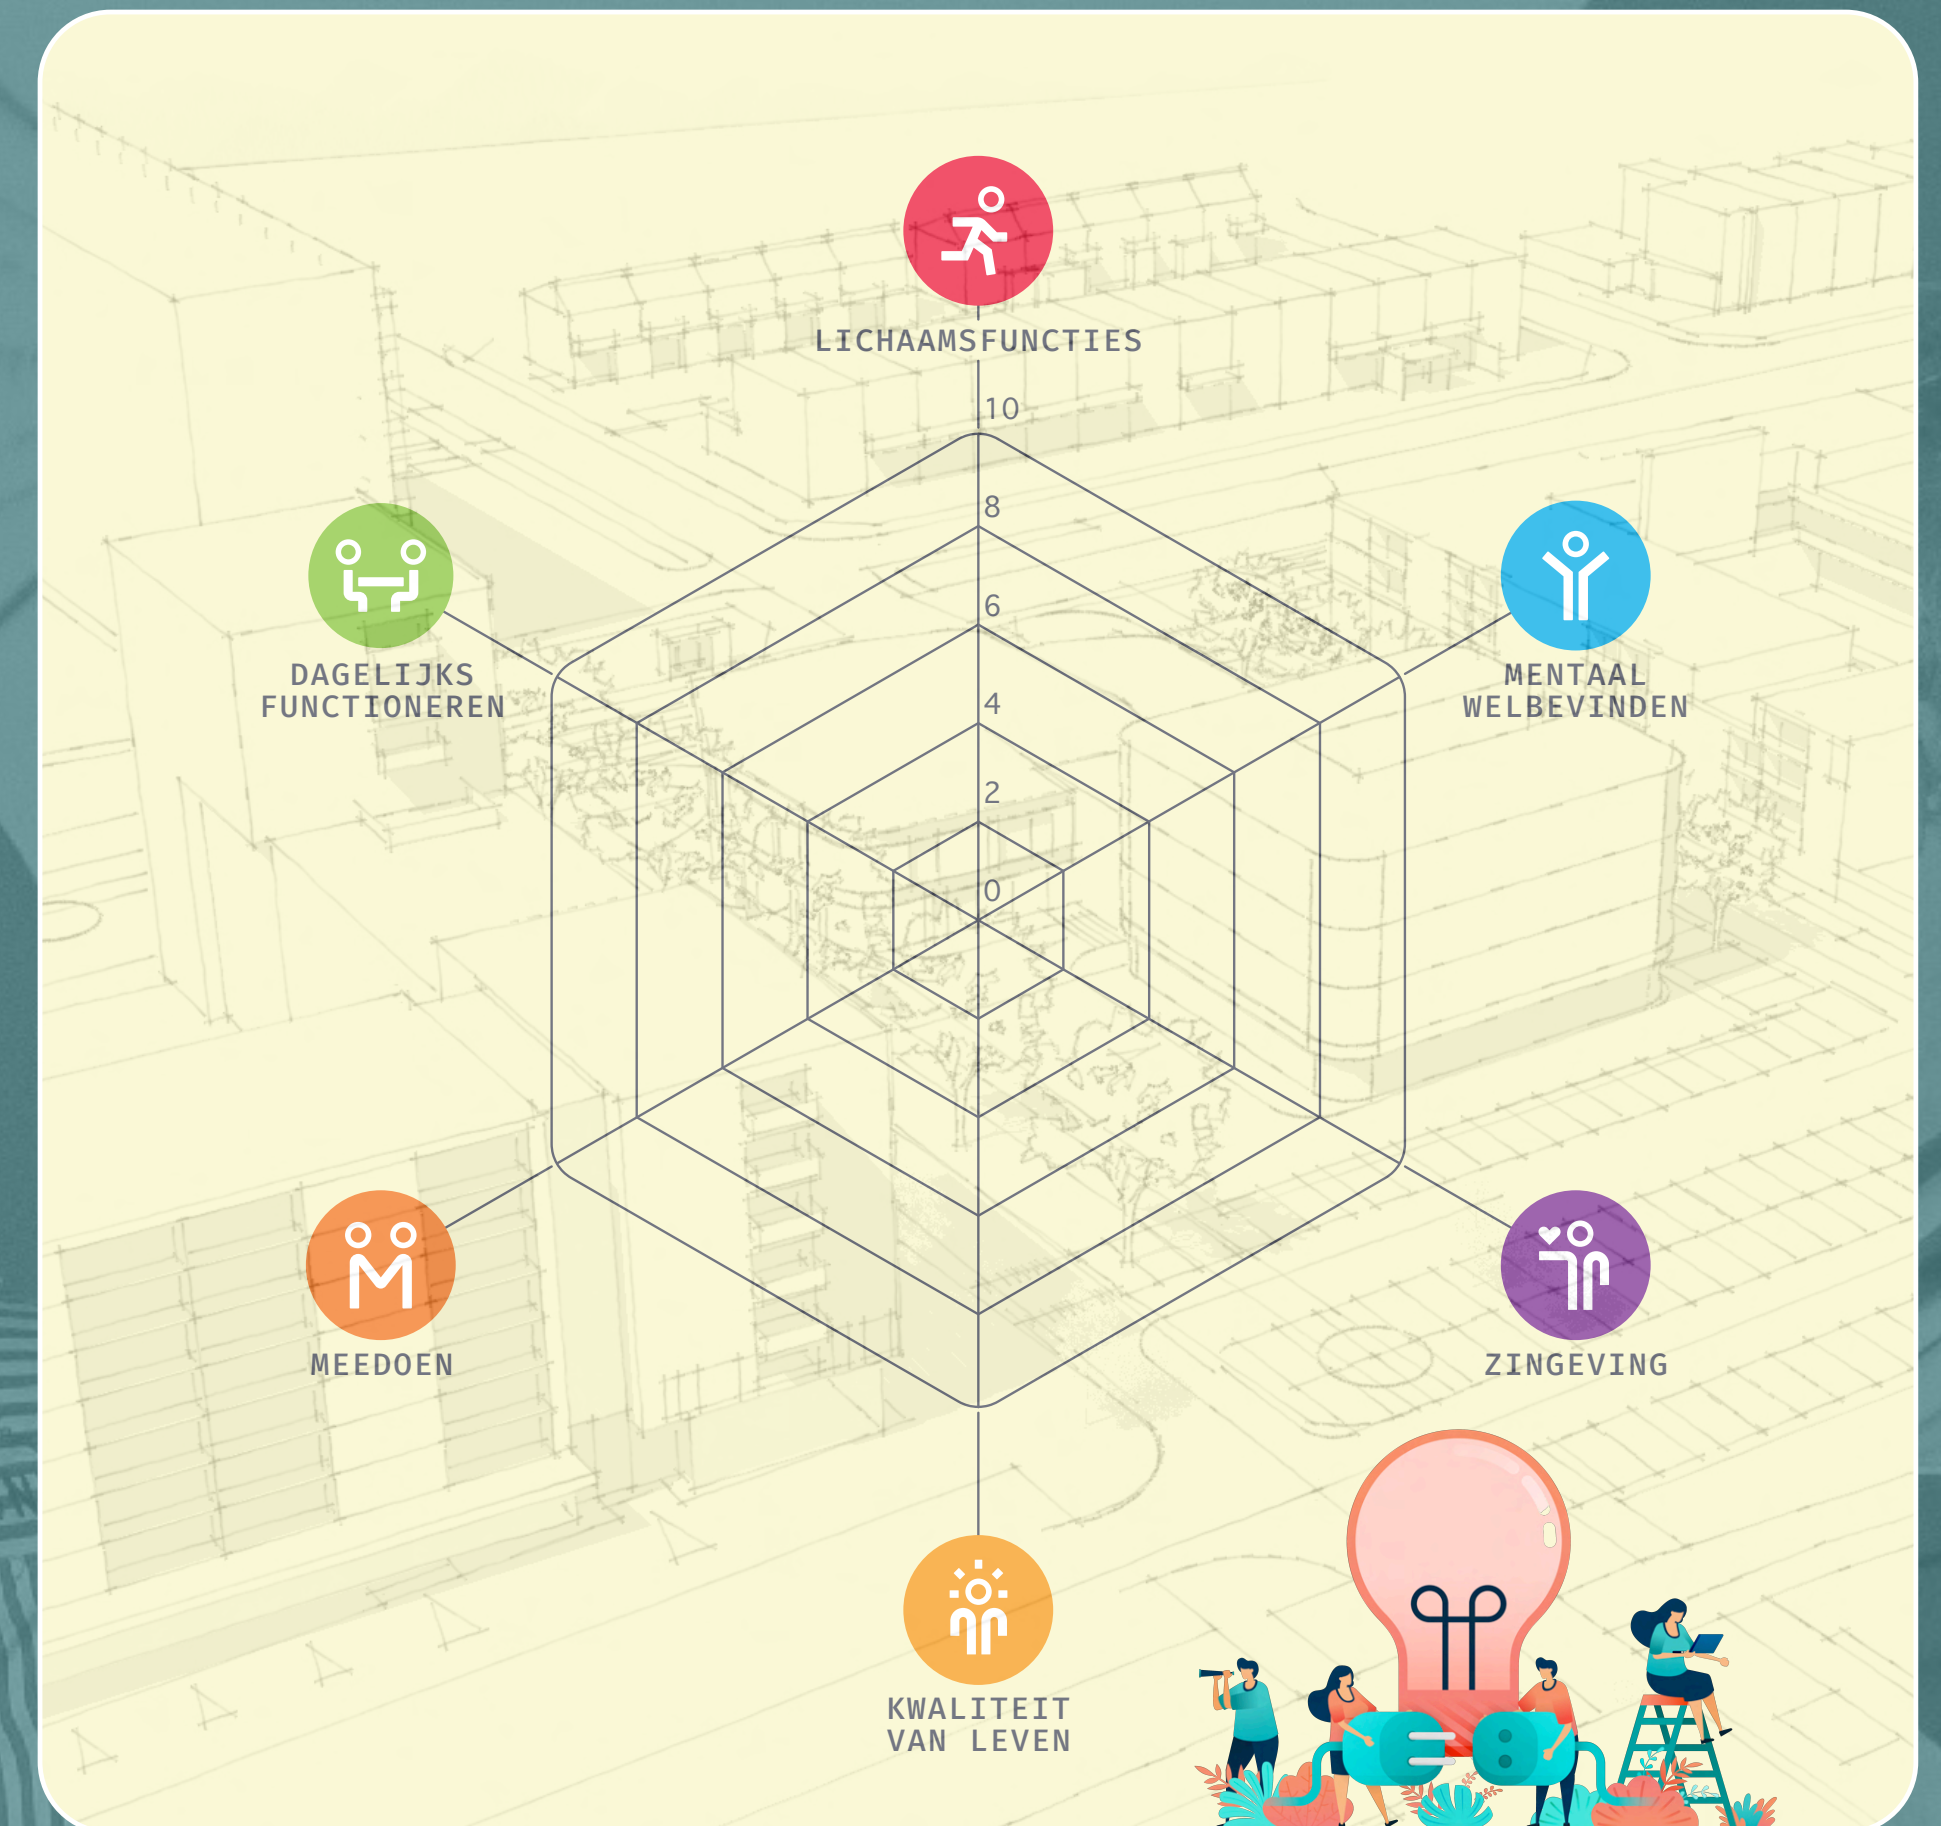 LICHAAMSFUNCTIES
10
8
6
4
2
0
DAGELIJKS
FUNCTIONEREN
MENTAAL
WELBEVINDEN
MEEDOEN
ZINGEVING
KWALITEIT
VAN LEVEN